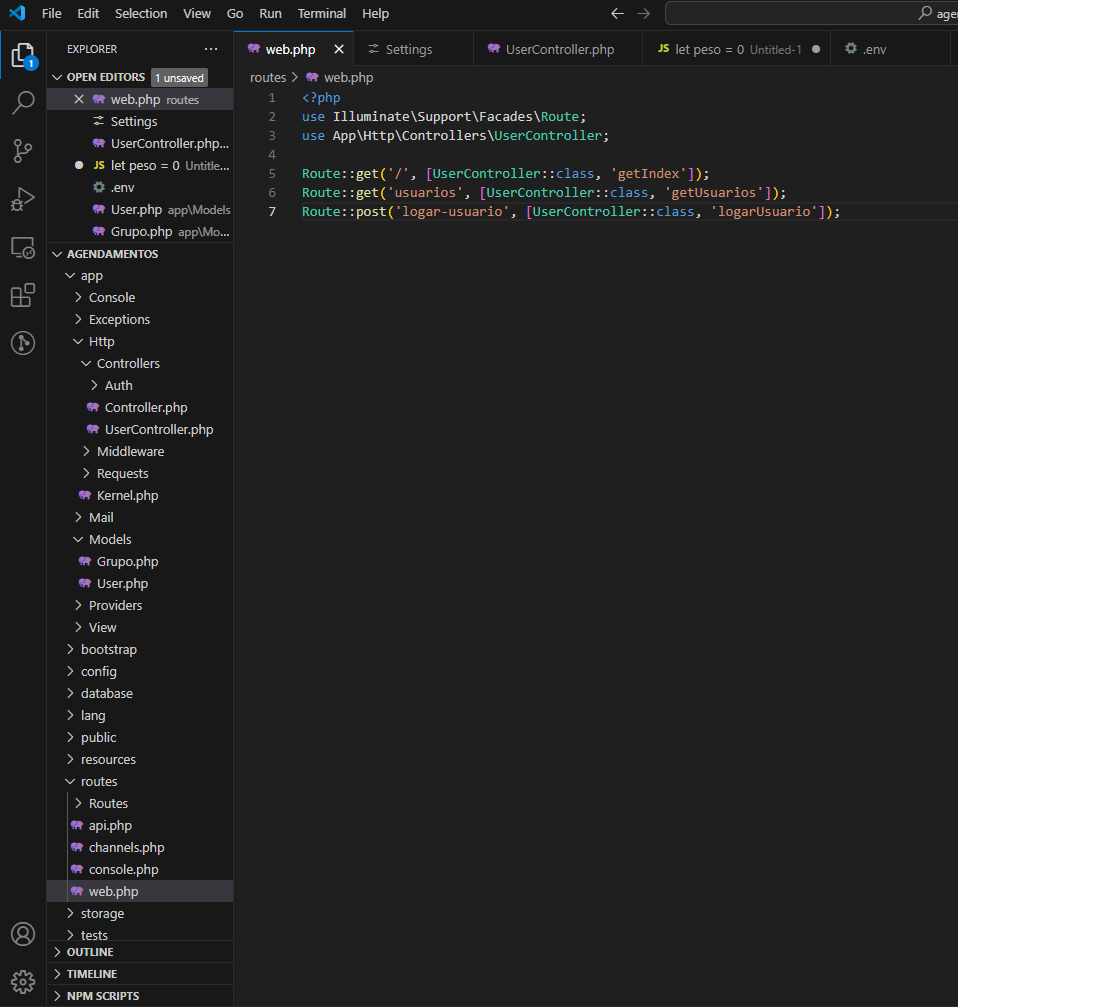 File Edit Selection View Go Run Terminal Help
age
1
EXPLORER ...
OPEN EDITORS 1 unsaved
web.php routes
Settings
UserController.php...
JS let peso = 0 Untitle...
.env
User.php app\Models
Grupo.php app\Mo...
AGENDAMENTOS
app
Console
Exceptions
Http
Controllers
Auth
Controller.php
UserController.php
Middleware
Requests
Kernel.php
Mail
Models
Grupo.php
User.php
Providers
View
bootstrap
config
database
lang
public
resources
routes
Routes
api.php
channels.php
console.php
web.php
storage
tests
OUTLINE
TIMELINE
NPM SCRIPTS
web.php Settings UserController.php JS let peso = 0 Untitled-1 .env
routes > web.php
1 <?php
2 use Illuminate\Support\Facades\Route;
3 use App\Http\Controllers\UserController;
4
5 Route::get('/', [UserController::class, 'getIndex']);
6 Route::get('usuarios', [UserController::class, 'getUsuarios']);
7 Route::post('logar-usuario', [UserController::class, 'logarUsuario']);